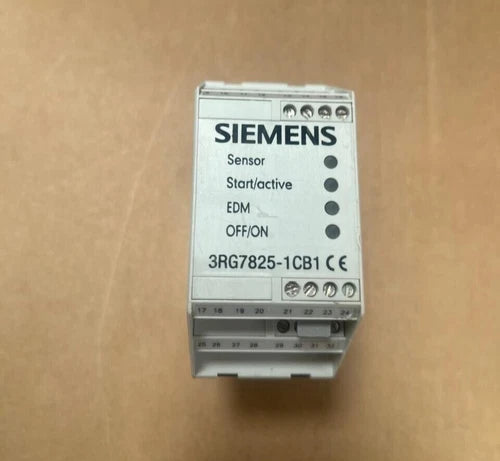 SIEMENS
Sensor
Start/active
EDM
OFF/ON
3RG7825-1CB1 CE
17 18 19 20 21 22 23 24
25 26 27 28 29 30 31 32